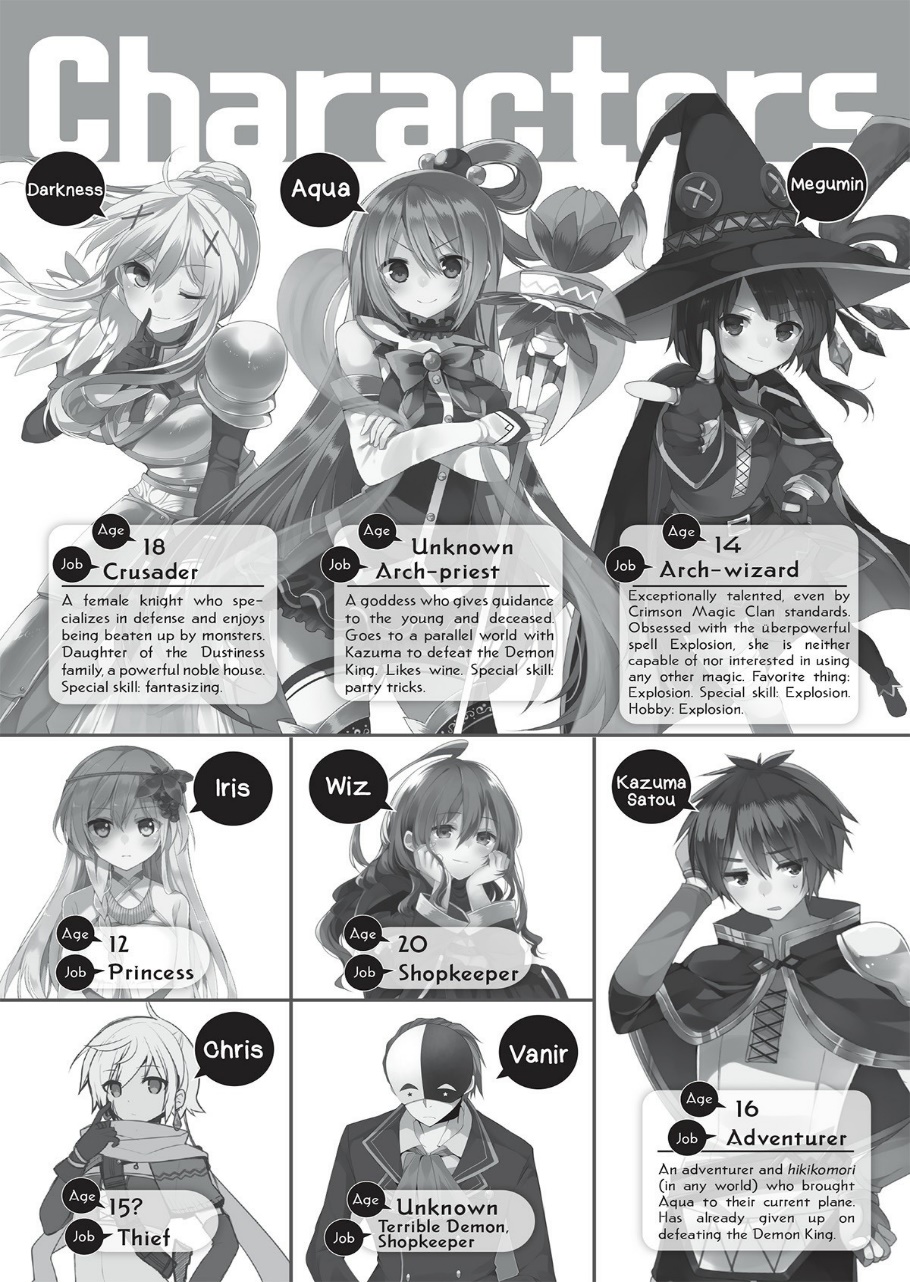 Charactors
Darkness
Age
18
Job
Crusader
A female knight who spe-
cializes in defense and enjoys
being beaten up by monsters.
Daughter of the Dustiness
family, a powerful noble house.
Special skill: fantasizing.
Aqua
Age
Unknown
Job
Arch-priest
A goddess who gives guidance
to the young and deceased.
Goes to a parallel world with
Kazuma to defeat the Demon
King. Likes wine. Special skill:
party tricks.
Megumin
Age
14
Job
Arch-wizard
Exceptionally talented, even by
Crimson Magic Clan standards.
Obsessed with the überpowerful
spell Explosion, she is neither
capable of nor interested in using
any other magic. Favorite thing:
Explosion. Special skill: Explosion.
Hobby: Explosion.
Iris
Age
12
Job
Princess
Wiz
Age
20
Job
Shopkeeper
Kazuma
Satou
Age
16
Job
Adventurer
An adventurer and hikikomori
(in any world) who brought
Aqua to their current plane.
Has already given up on
defeating the Demon King.
Chris
Age
15?
Job
Thief
Vanir
Age
Unknown
Job
Terrible Demon,
Shopkeeper